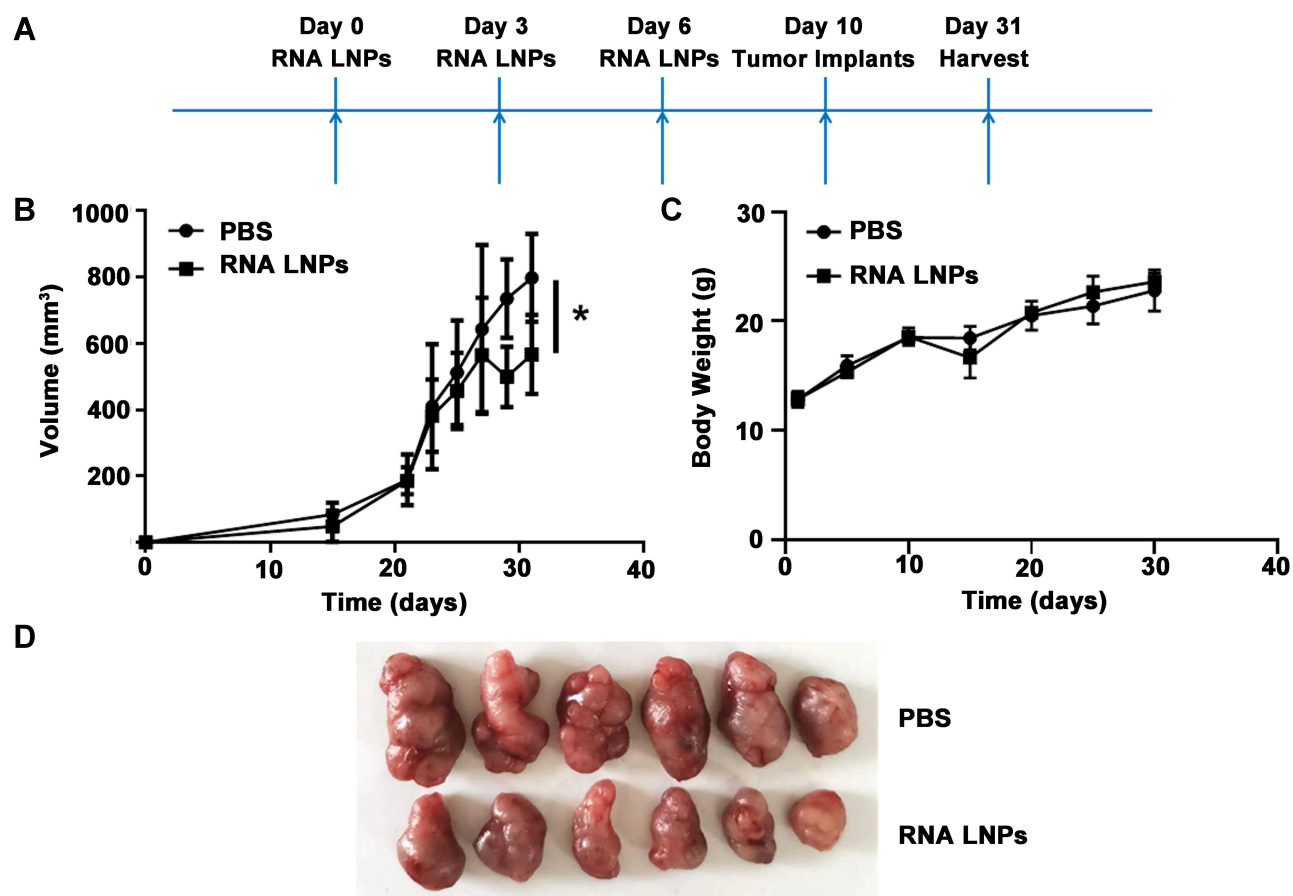 A
Day 0
RNA LNPs
Day 3
RNA LNPs
Day 6
RNA LNPs
Day 10
Tumor Implants
Day 31
Harvest
B
1000
800
600
400
200
Volume (mm³)
PBS
RNA LNPs
*
0
10
20
30
40
Time (days)
C
30
20
10
0
Body Weight (g)
PBS
RNA LNPs
0
10
20
30
40
Time (days)
D
PBS
RNA LNPs